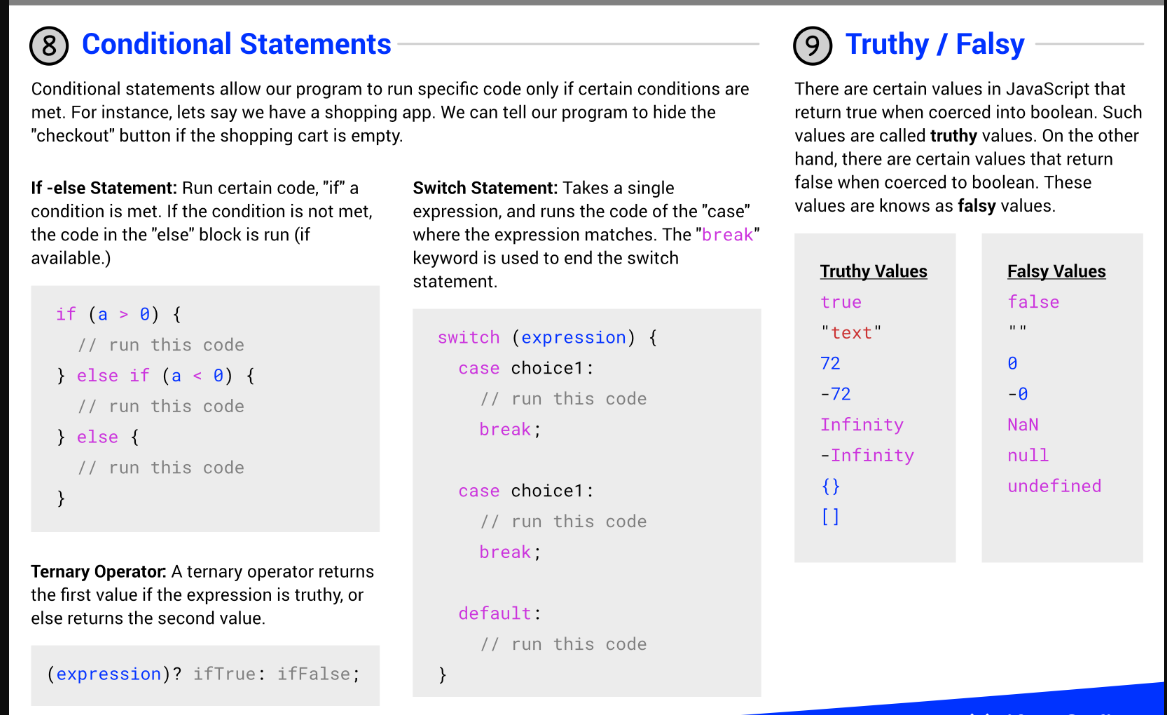 8 Conditional Statements
Conditional statements allow our program to run specific code only if certain conditions are
met. For instance, lets say we have a shopping app. We can tell our program to hide the
"checkout" button if the shopping cart is empty.
If -else Statement: Run certain code, "if" a
condition is met. If the condition is not met,
the code in the "else" block is run (if
available.)
if (a > 0) {
// run this code
} else if (a < 0) {
// run this code
} else {
// run this code
}
Ternary Operator: A ternary operator returns
the first value if the expression is truthy, or
else returns the second value.
(expression)? ifTrue: ifFalse;
Switch Statement: Takes a single
expression, and runs the code of the "case"
where the expression matches. The "break"
keyword is used to end the switch
statement.
switch (expression) {
case choice1:
// run this code
break;
case choice1:
// run this code
break;
default:
// run this code
}
9 Truthy / Falsy
There are certain values in JavaScript that
return true when coerced into boolean. Such
values are called truthy values. On the other
hand, there are certain values that return
false when coerced to boolean. These
values are knows as falsy values.
Truthy Values
true
"text"
72
-72
Infinity
-Infinity
{}
[]
Falsy Values
false
""
0
-0
NaN
null
undefined